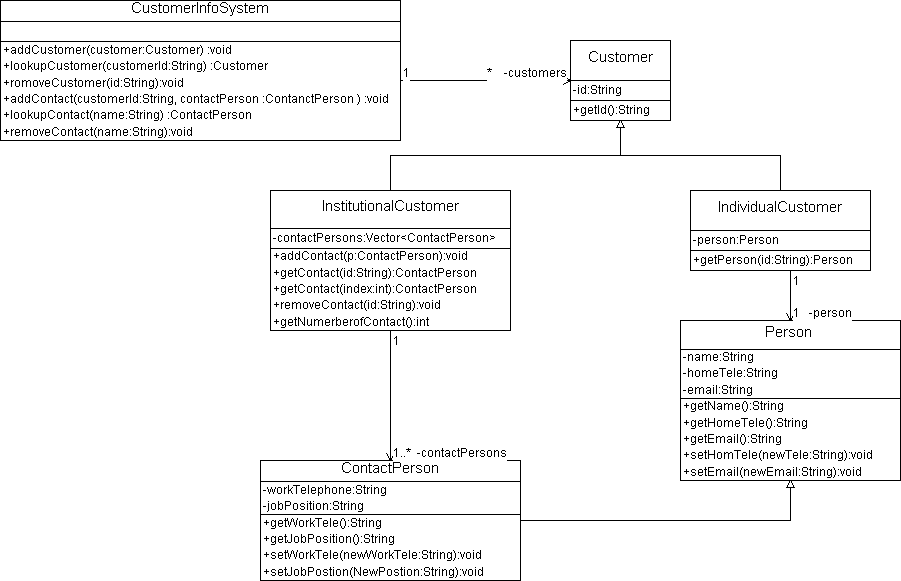 CustomerInfoSystem
+addCustomer(customer:Customer) :void
+lookupCustomer(customerId:String) :Customer
+romoveCustomer(id:String):void
+addContact(customerId:String, contactPerson :ContanctPerson ) :void
+lookupContact(name:String) :ContactPerson
+removeContact(name:String):void
1
*
-customers
Customer
-id:String
+getId():String
InstitutionalCustomer
-contactPersons:Vector<ContactPerson>
+addContact(p:ContactPerson):void
+getContact(id:String):ContactPerson
+getContact(index:int):ContactPerson
+removeContact(id:String):void
+getNumerberofContact():int
IndividualCustomer
-person:Person
+getPerson(id:String):Person
1
1
-person
Person
-name:String
-homeTele:String
-email:String
+getName():String
+getHomeTele():String
+getEmail():String
+setHomTele(newTele:String):void
+setEmail(newEmail:String):void
1
1..*
-contactPersons
ContactPerson
-workTelephone:String
-jobPosition:String
+getWorkTele():String
+getJobPosition():String
+setWorkTele(newWorkTele:String):void
+setJobPostion(NewPostion:String):void